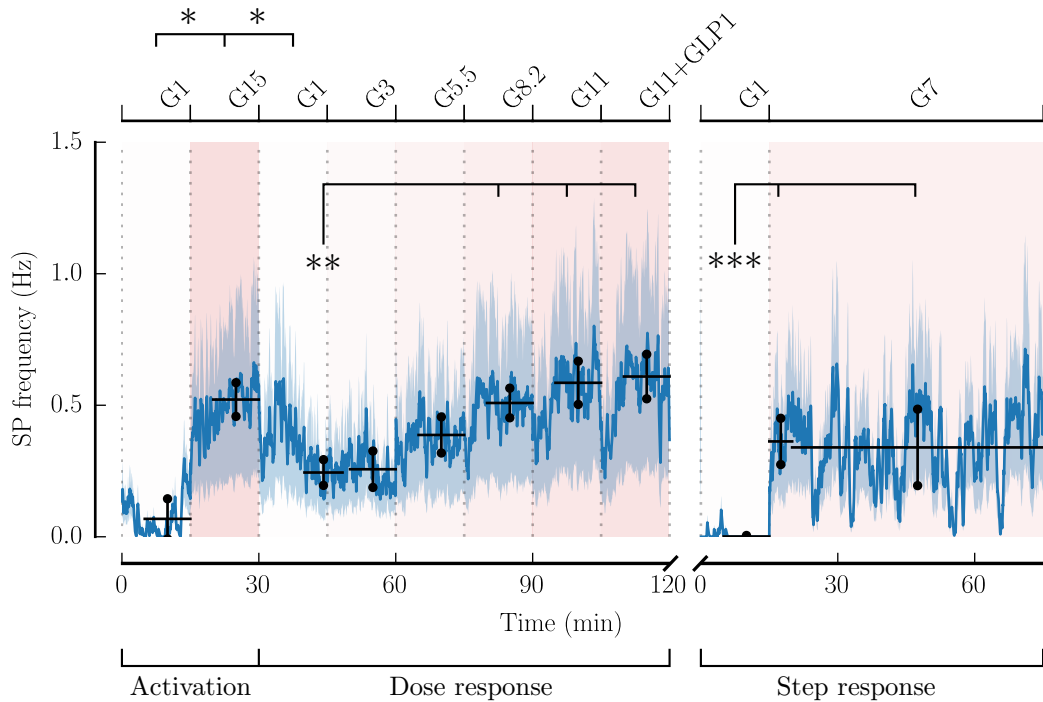 * *
G1 G15 G1 G3 G5.5 G8.2 G11 G11+GLP1 G1 G7
1.5
1.0
0.5
0.0
SP frequency (Hz)
** ***
0 30 60 90 120 0 30 60
Time (min)
Activation Dose response Step response